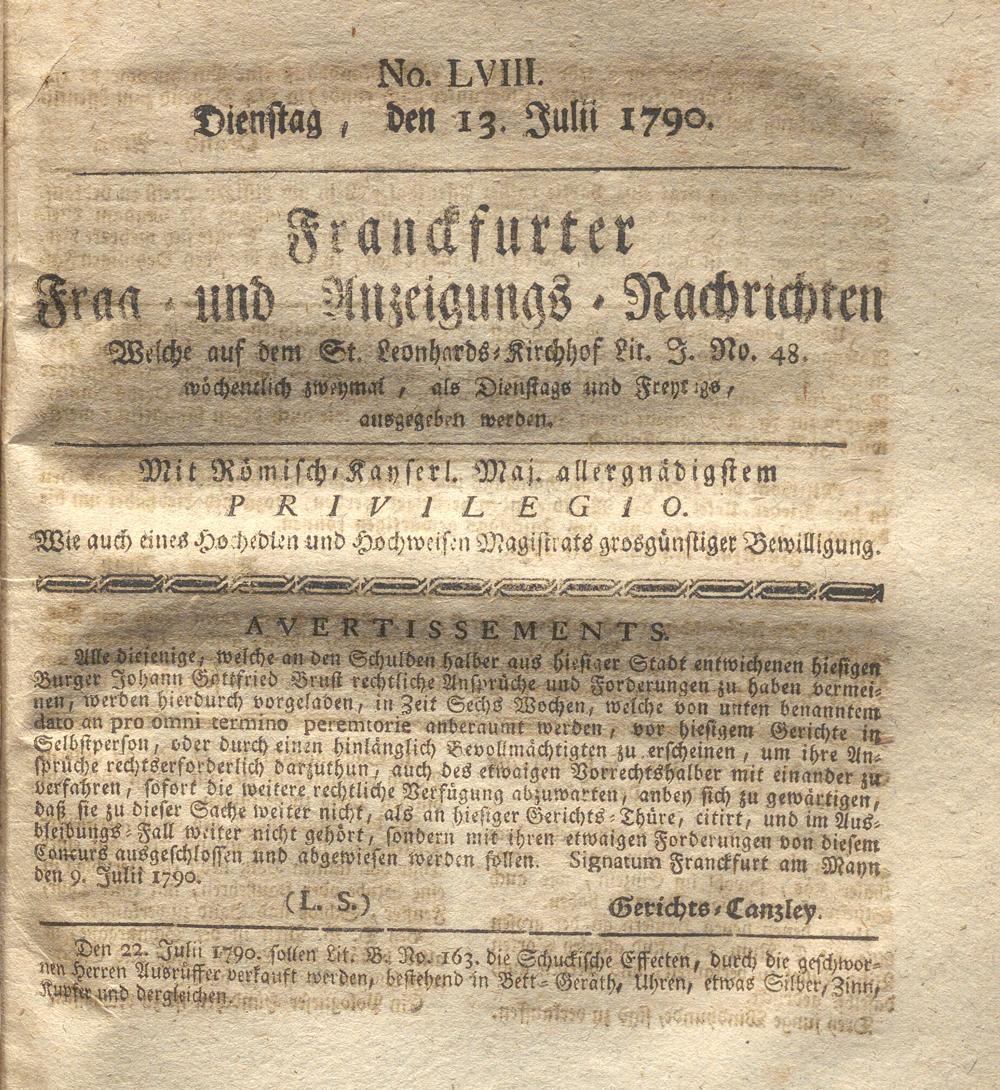 No. LVIII.
Dienstag, den 13. Julii 1790.
Franckfurter
Frag- und Anzeigungs-Nachrichten
Welche auf dem St. Leonhards-Kirchhof Lit. J. No. 48.
wöchentlich zweymal, als Dienstags und Freytags,
ausgegeben werden.
Mit Römisch-Kayserl. Maj. allergnädigstem
PRIVILEGIO.
Wie auch eines Hochedlen und Hochweisen Magistrats grosgünstiger Bewilligung.
AVERTISSEMENTS.
Alle diejenige, welche an den Schulden halber aus hiesiger Stadt entwichenen hiesigen
Burger Johann Gottfried Brust rechtliche Ansprüche und Forderungen zu haben vermei-
nen, werden hierdurch vorgeladen, in Zeit Sechs Wochen, welche von unten benanntem
dato an pro omni termino peremtorie anberaumt werden, vor hiesigem Gerichte in
Selbstperson, oder durch einen hinlänglich Bevollmächtigten zu erscheinen, um ihre An-
sprüche rechtserforderlich darzuthun, auch des etwaigen Vorrechtshalber mit einander zu
verfahren, sofort die weitere rechtliche Verfügung abzuwarten, anbey sich zu gewärtigen,
daß sie zu dieser Sache weiter nicht, als an hiesiger Gerichts-Thüre, citirt, und im Aus-
bleibungs-Fall weiter nicht gehört, sondern mit ihren etwaigen Forderungen von diesem
Concurs ausgeschlossen und abgewiesen werden sollen. Signatum Franckfurt am Mayn
den 9. Julii 1790.
(L. S.) Gerichts-Canzley.
Den 22. Julii 1790. sollen Lit. B. No. 163. die Schuckische Effecten, durch die geschwor-
nen Herren Ausrüffer verkauft werden, bestehend in Bett-Geräth, Uhren, etwas Silber, Zinn,
Kupfer und dergleichen.